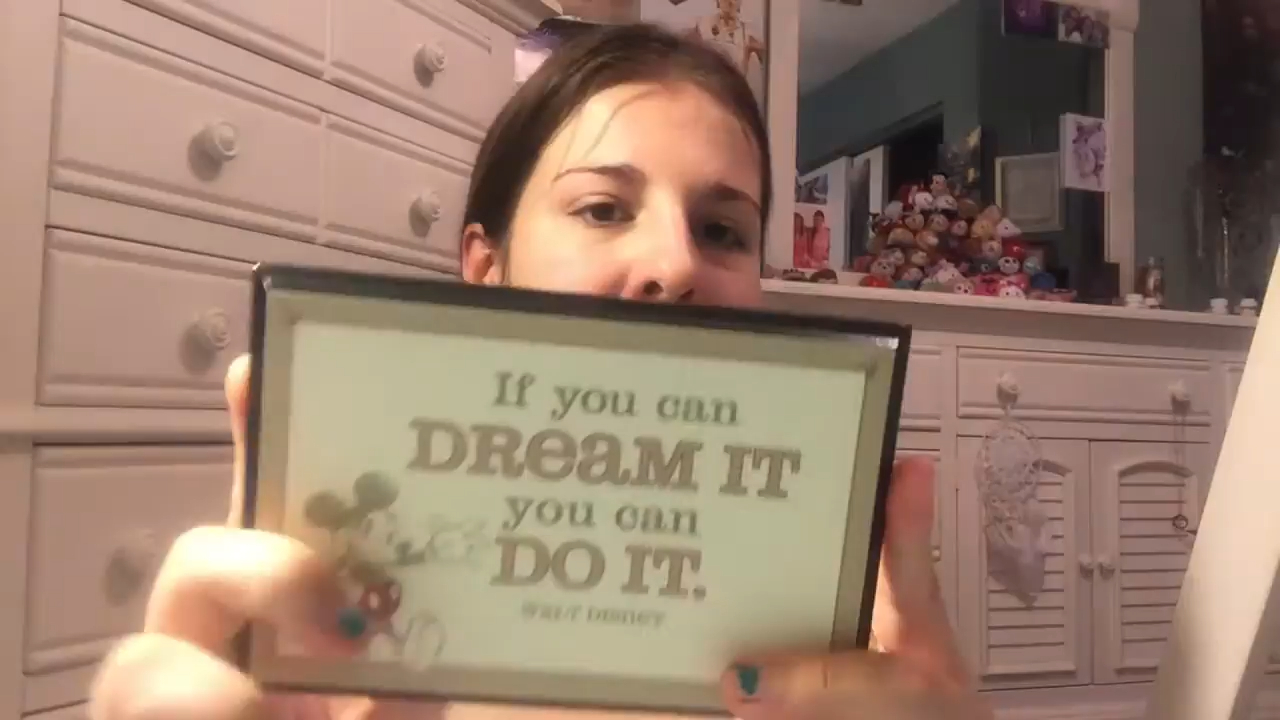 If you can
DREAM IT
you can
DO IT.
WALT DISNEY